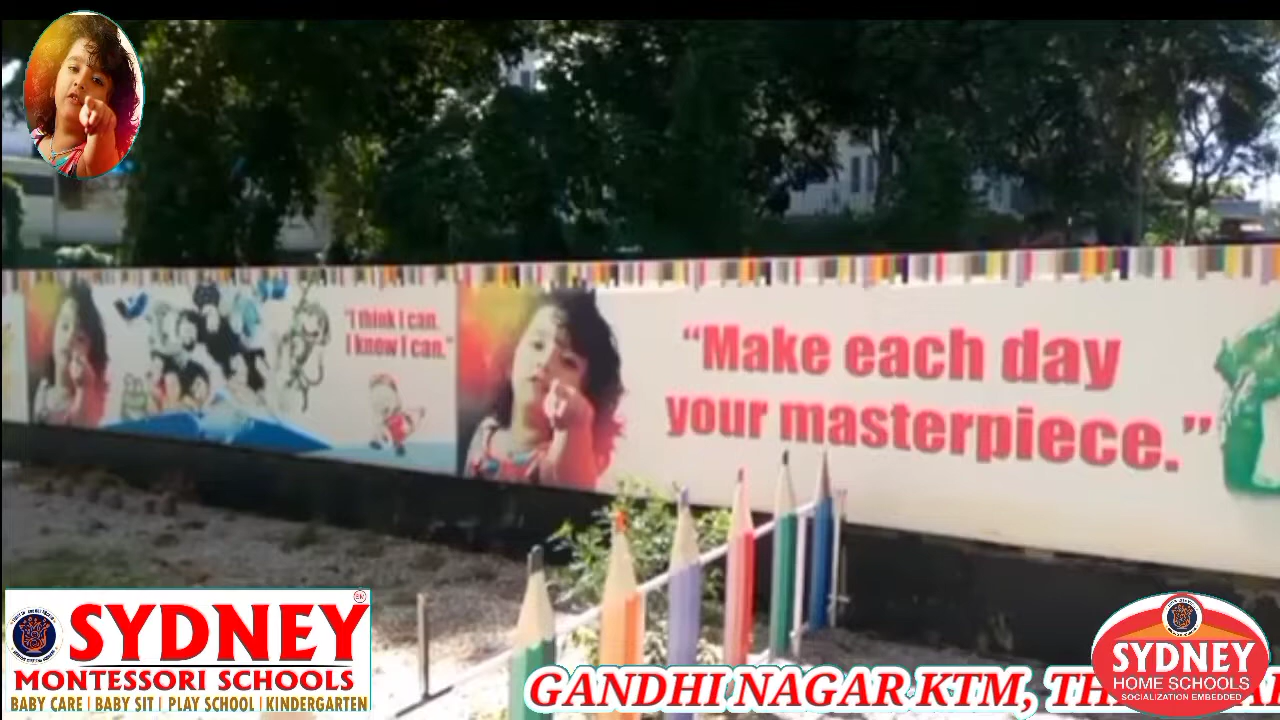 "I think I can.
I know I can."
"Make each day
your masterpiece."
SYDNEY
MONTESSORI SCHOOLS
BABY CARE | BABY SIT | PLAY SCHOOL | KINDERGARTEN
GANDHI NAGAR KTM,
SYDNEY
HOME SCHOOLS
SOCIALIZATION EMBEDDED